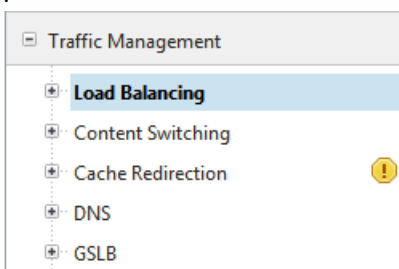 Traffic Management
Load Balancing
Content Switching
Cache Redirection
DNS
GSLB